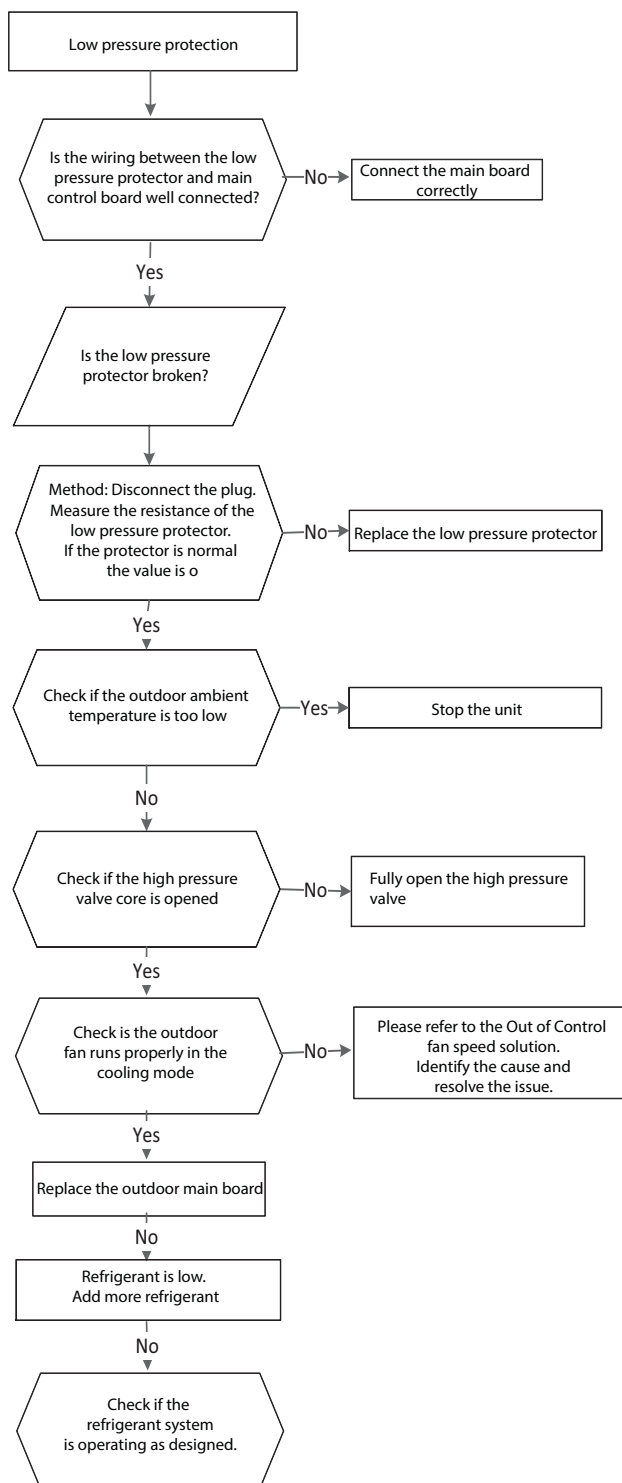 Low pressure protection
Is the wiring between the low
pressure protector and main
control board well connected?
No
Connect the main board
correctly
Yes
Is the low pressure
protector broken?
Method: Disconnect the plug.
Measure the resistance of the
low pressure protector.
If the protector is normal
the value is o
No
Replace the low pressure protector
Yes
Check if the outdoor ambient
temperature is too low
Yes
Stop the unit
No
Check if the high pressure
valve core is opened
No
Fully open the high pressure
valve
Yes
Check is the outdoor
fan runs properly in the
cooling mode
No
Please refer to the Out of Control
fan speed solution.
Identify the cause and
resolve the issue.
Yes
Replace the outdoor main board
No
Refrigerant is low.
Add more refrigerant
No
Check if the
refrigerant system
is operating as designed.